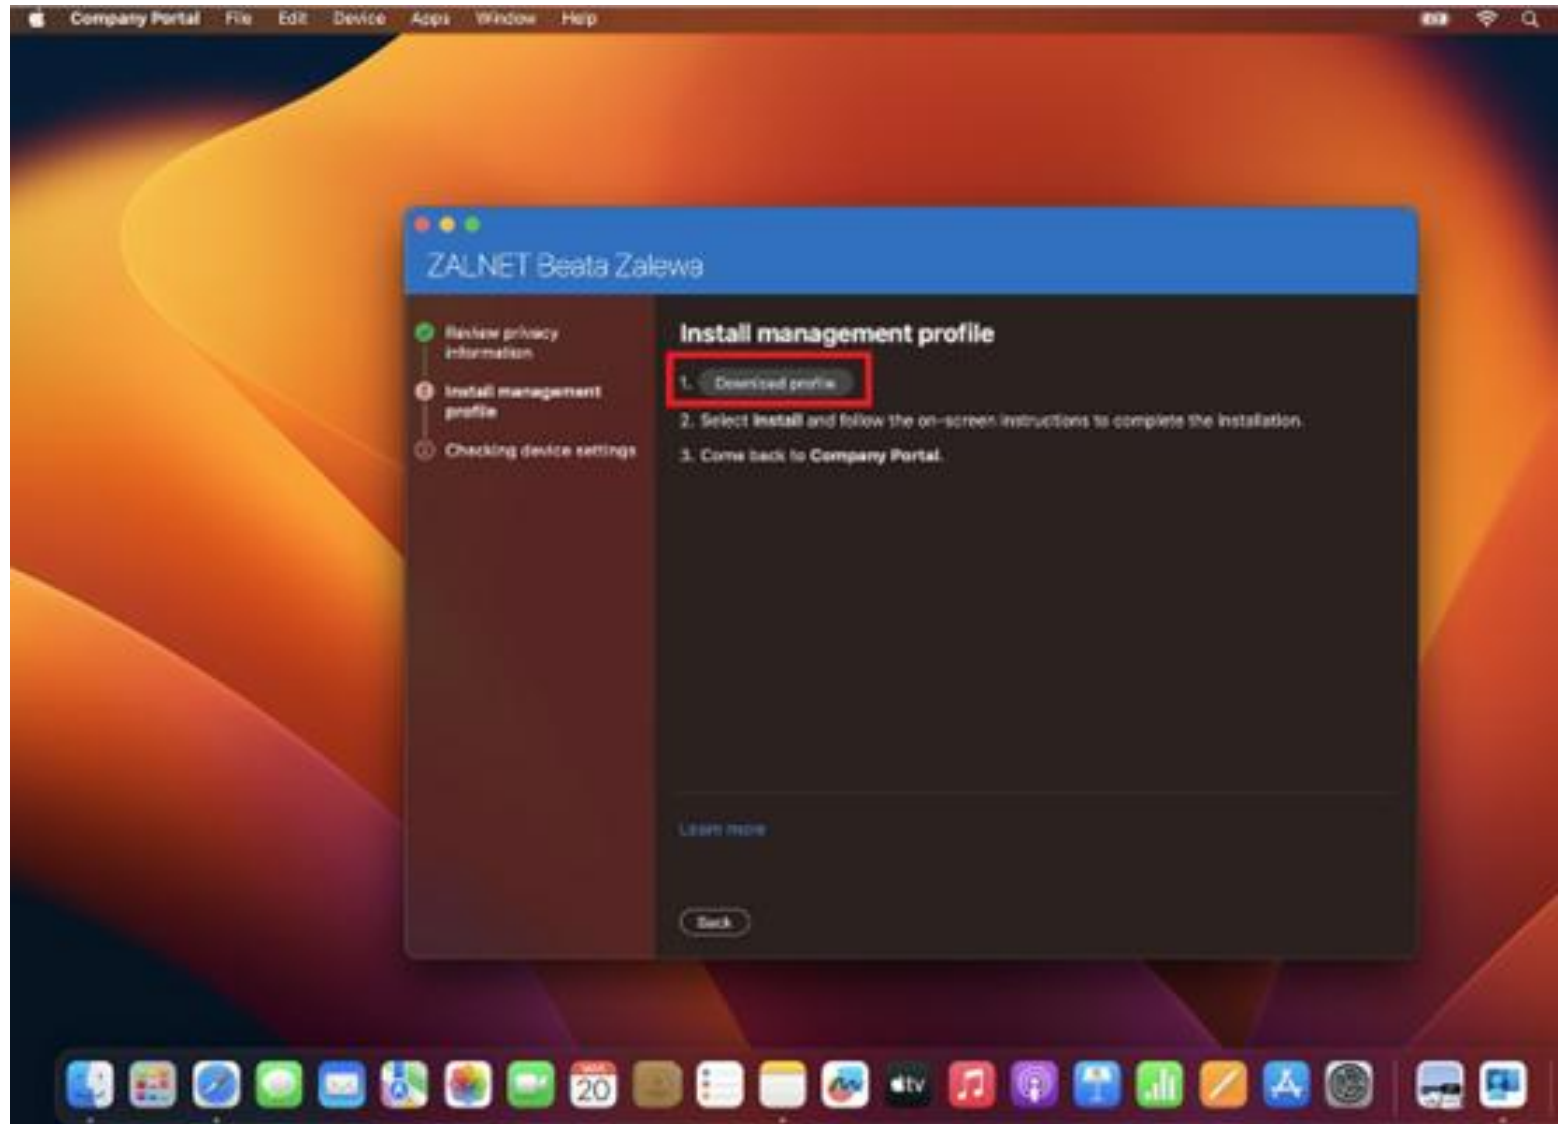 Company Portal File Edit Device Apps Window Help
ZALNET Beata Zalewa
Review privacy
information
Install management
profile
Checking device settings
Install management profile
1. Download profile
2. Select Install and follow the on-screen instructions to complete the installation.
3. Come back to Company Portal.
Learn more
Back
20
tv